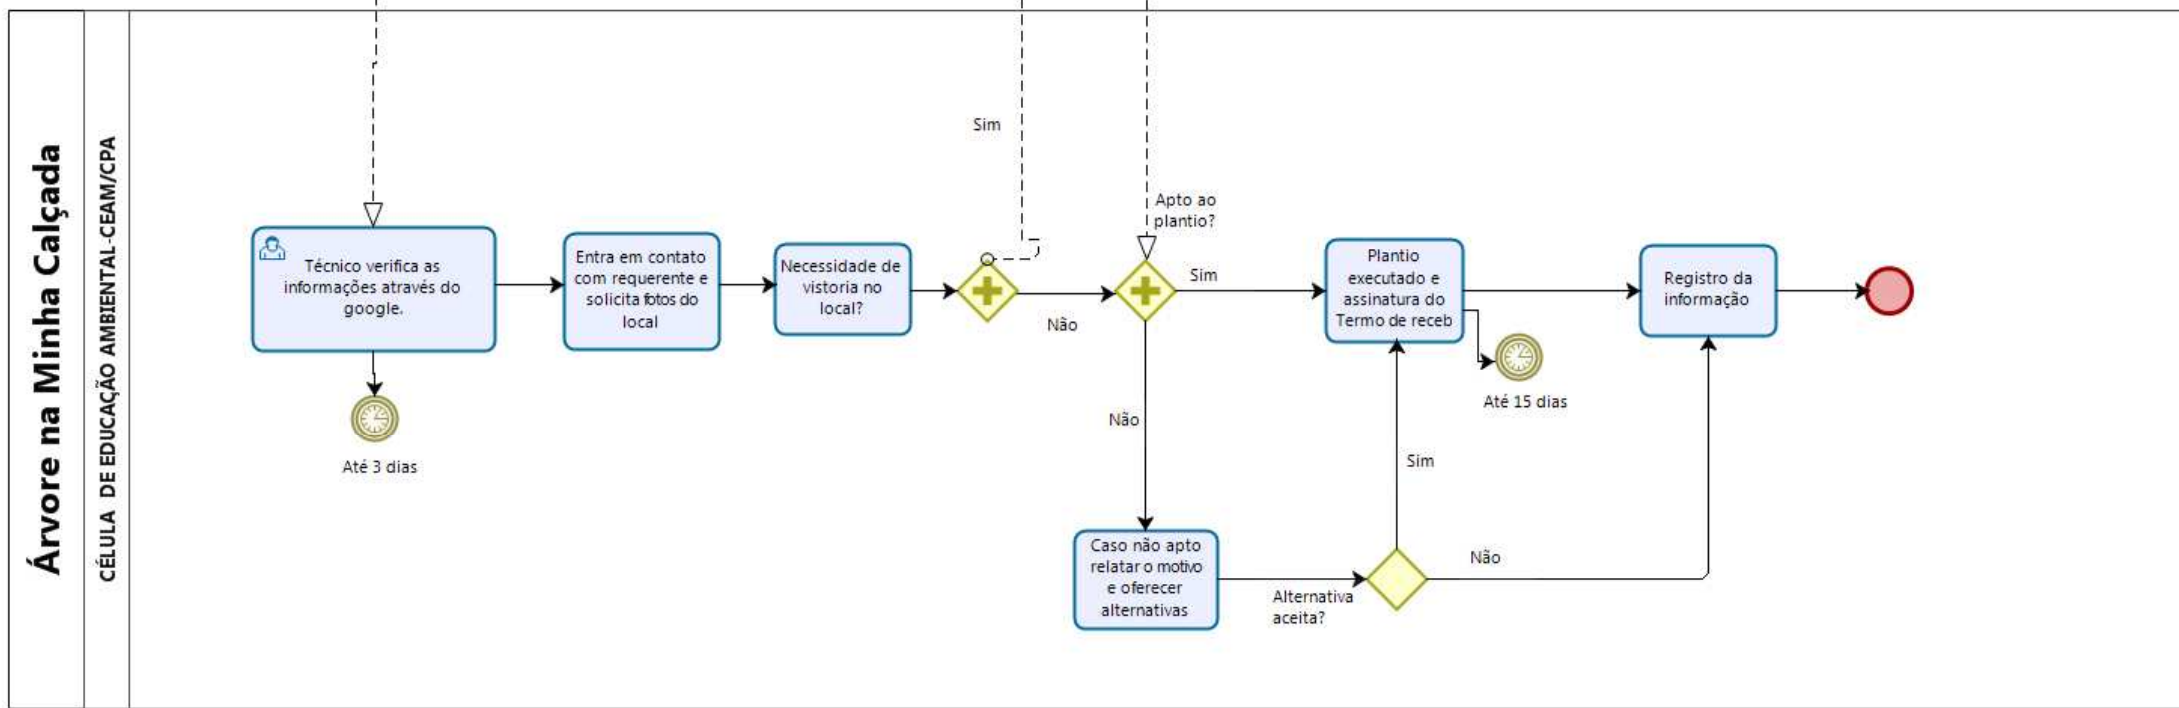 Árvore na Minha Calçada
CÉLULA DE EDUCAÇÃO AMBIENTAL-CEAM/CPA
Técnico verifica as
informações através do
google.
Até 3 dias
Entra em contato
com requerente e
solicita fotos do
local
Necessidade de
vistoria no
local?
Sim
Não
Apto ao
plantio?
Sim
Não
Plantio
executado e
assinatura do
Termo de receb
Até 15 dias
Registro da
informação
Caso não apto
relatar o motivo
e oferecer
alternativas
Alternativa
aceita?
Sim
Não